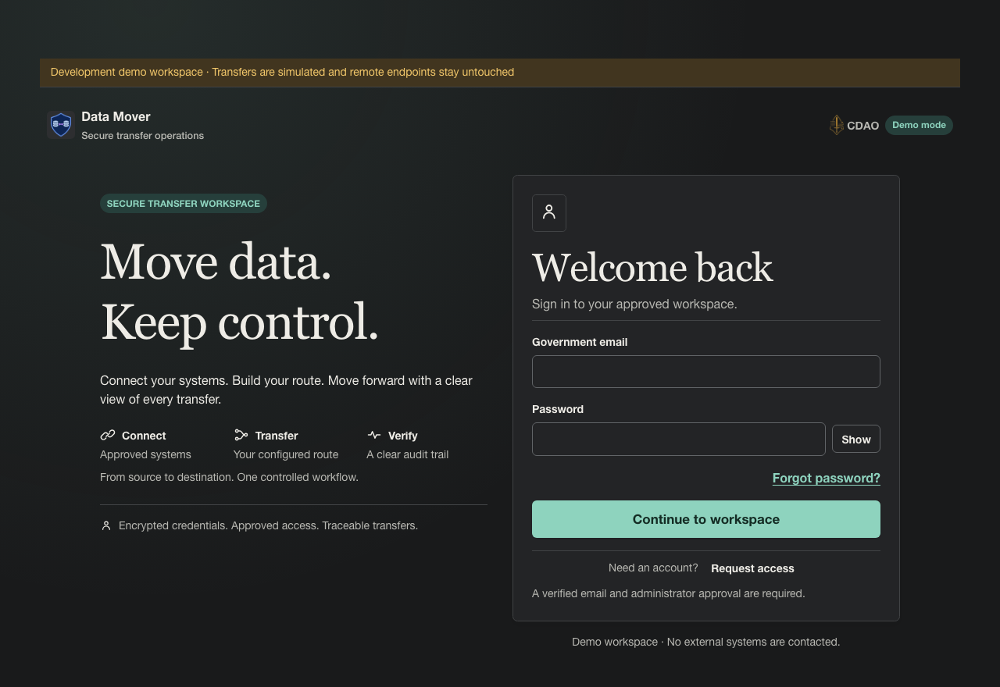 Development demo workspace · Transfers are simulated and remote endpoints stay untouched
Data Mover
Secure transfer operations
CDAO
Demo mode
SECURE TRANSFER WORKSPACE
Move data.
Keep control.
Connect your systems. Build your route. Move forward with a clear
view of every transfer.
Connect
Approved systems
Transfer
Your configured route
Verify
A clear audit trail
From source to destination. One controlled workflow.
Encrypted credentials. Approved access. Traceable transfers.
Welcome back
Sign in to your approved workspace.
Government email
Password
Show
Forgot password?
Continue to workspace
Need an account? Request access
A verified email and administrator approval are required.
Demo workspace · No external systems are contacted.